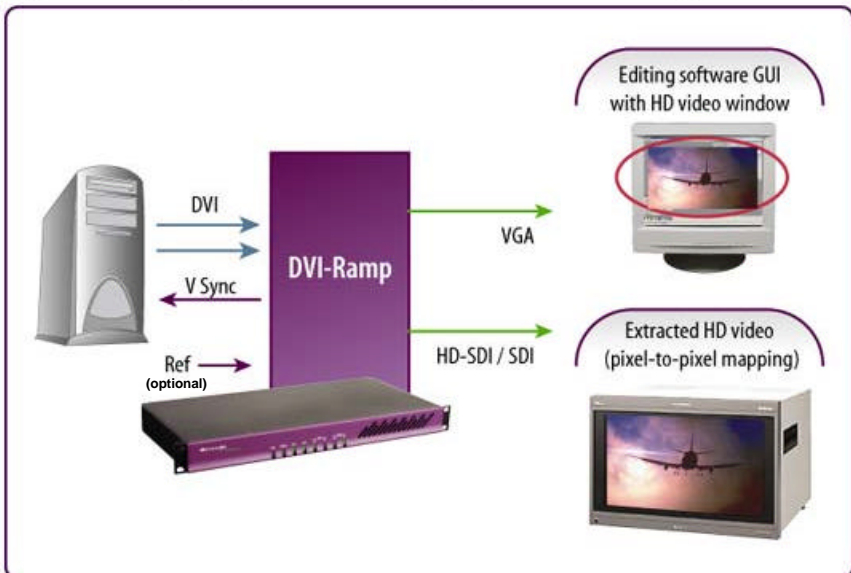 Editing software GUI
with HD video window
DVI
DVI-Ramp
VGA
V Sync
Ref
(optional)
HD-SDI / SDI
Extracted HD video
(pixel-to-pixel mapping)